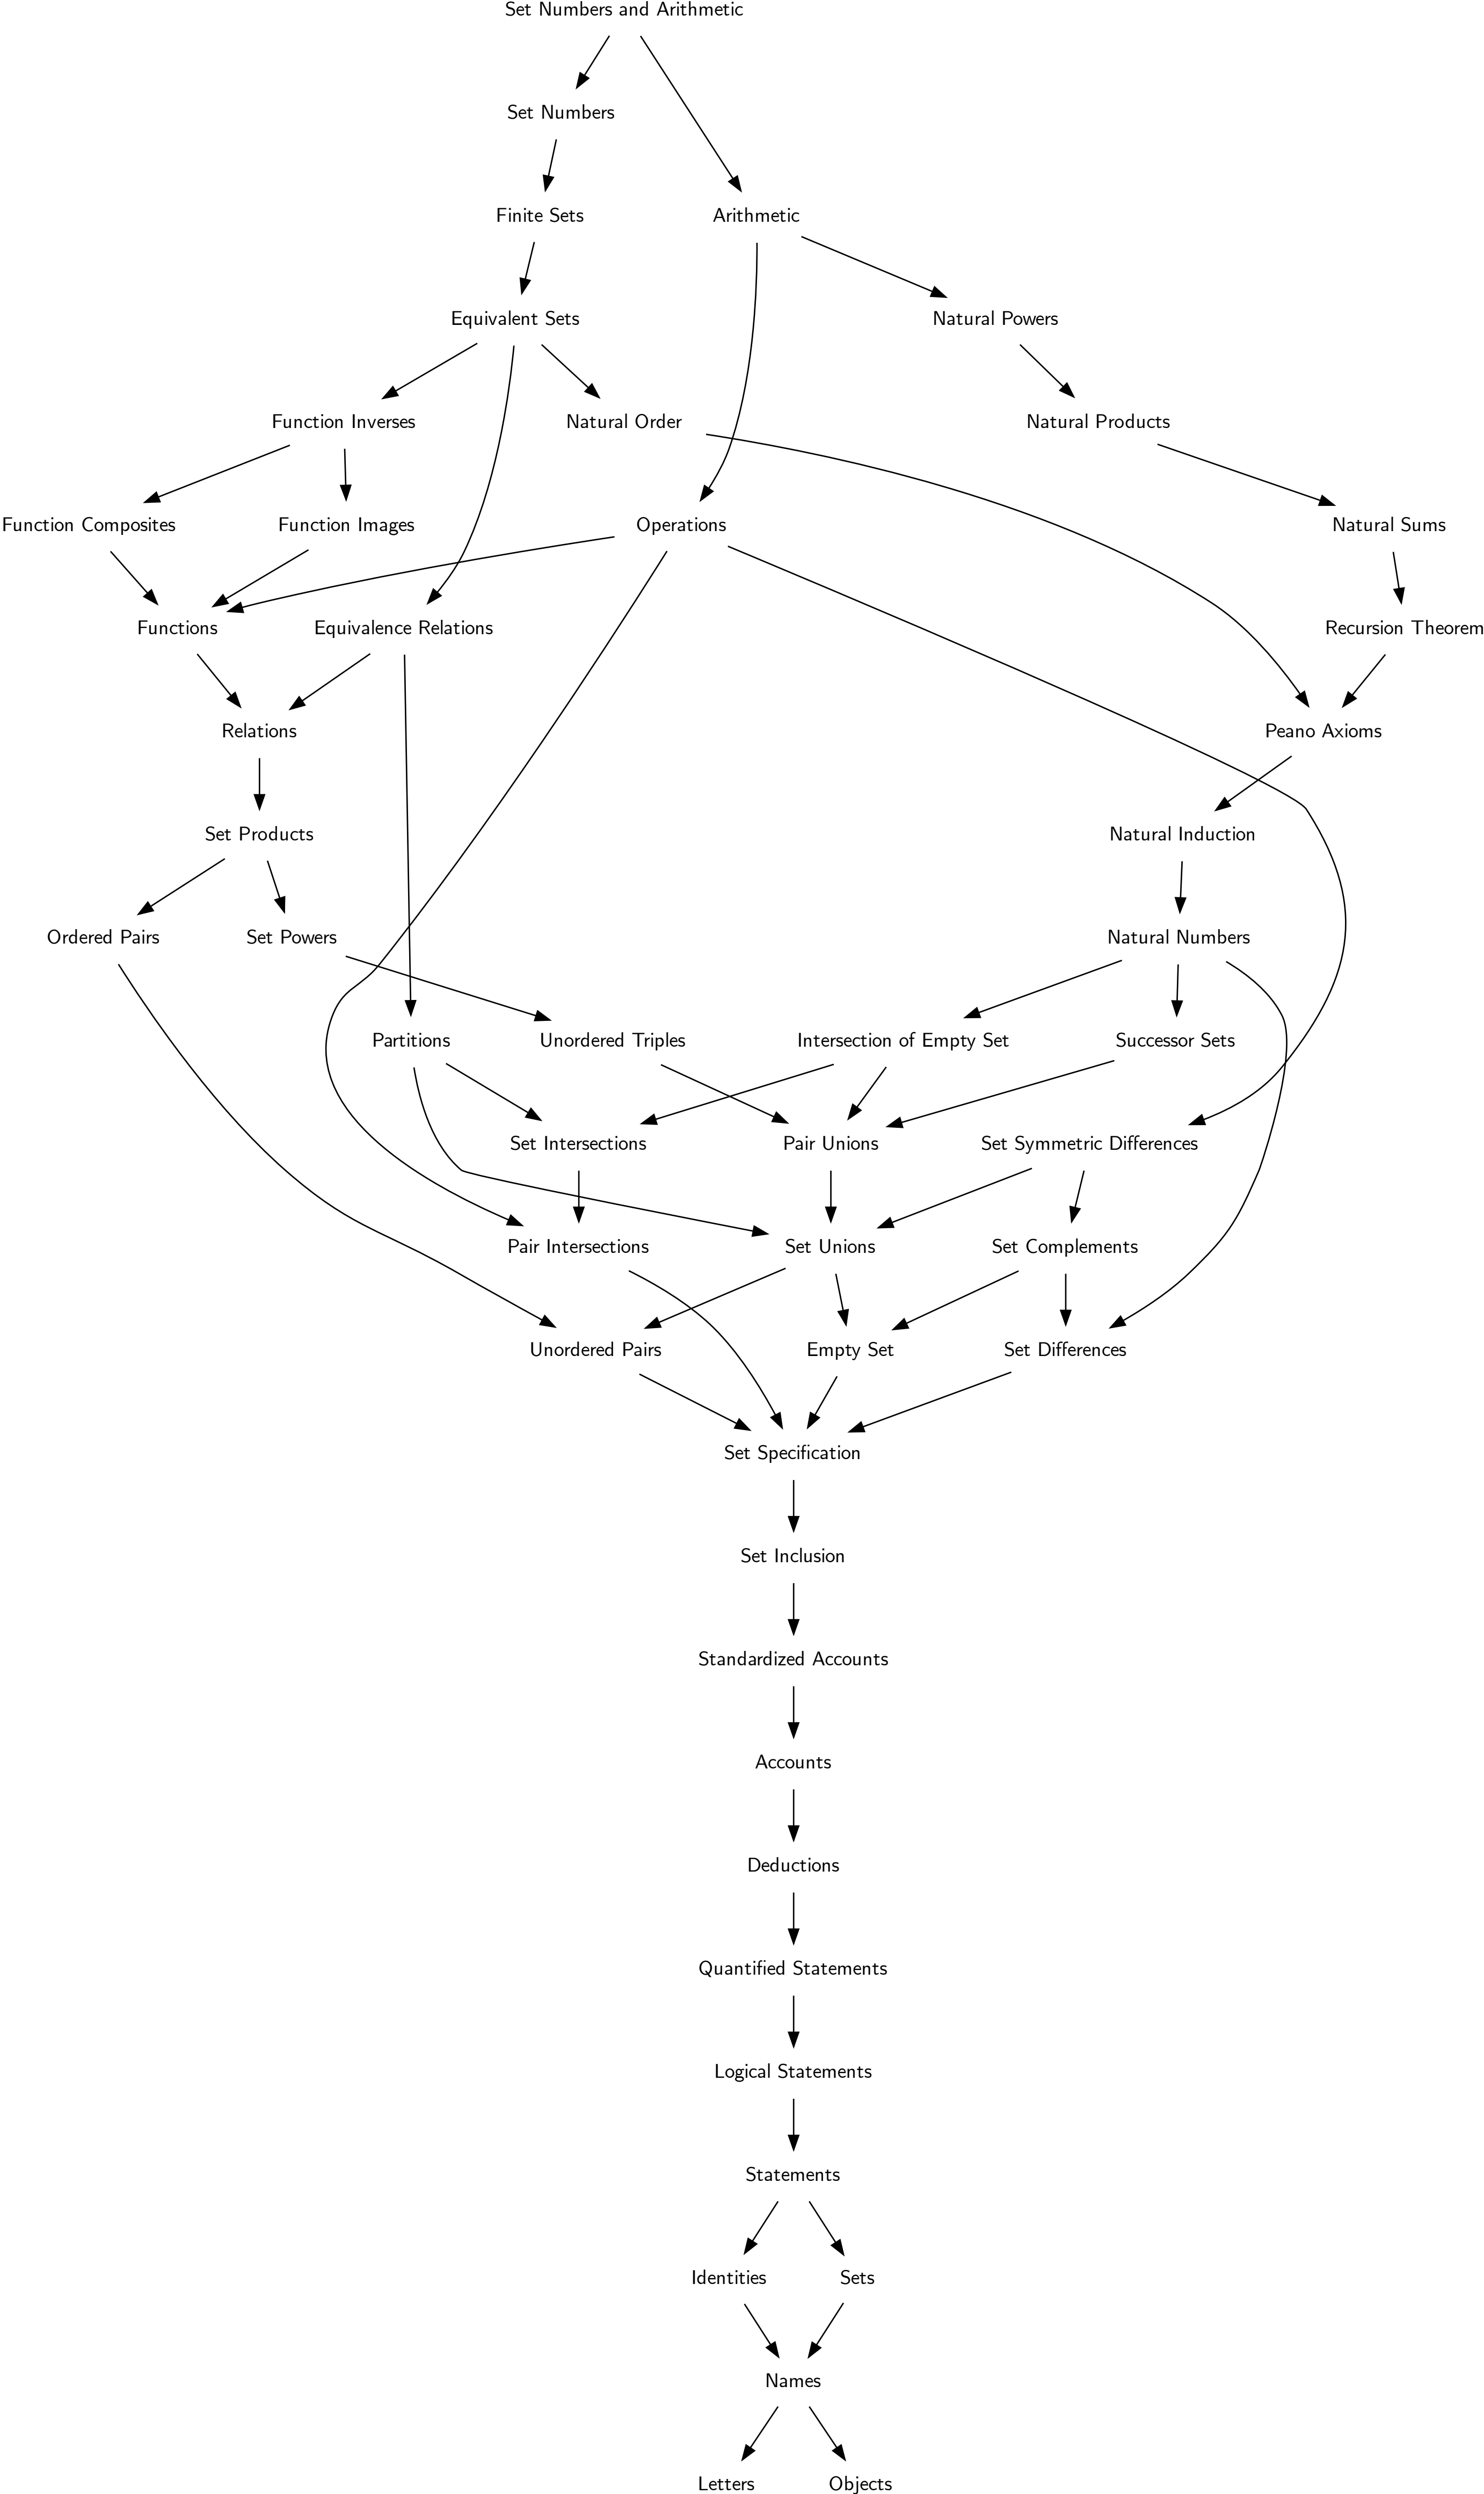 Set Numbers and Arithmetic
Set Numbers
Finite Sets
Arithmetic
Equivalent Sets
Natural Powers
Function Inverses
Natural Order
Natural Products
Function Composites
Function Images
Operations
Natural Sums
Functions
Equivalence Relations
Recursion Theorem
Relations
Peano Axioms
Set Products
Natural Induction
Ordered Pairs
Set Powers
Natural Numbers
Partitions
Unordered Triples
Intersection of Empty Set
Successor Sets
Set Intersections
Pair Unions
Set Symmetric Differences
Pair Intersections
Set Unions
Set Complements
Unordered Pairs
Empty Set
Set Differences
Set Specification
Set Inclusion
Standardized Accounts
Accounts
Deductions
Quantified Statements
Logical Statements
Statements
Identities
Sets
Names
Letters
Objects